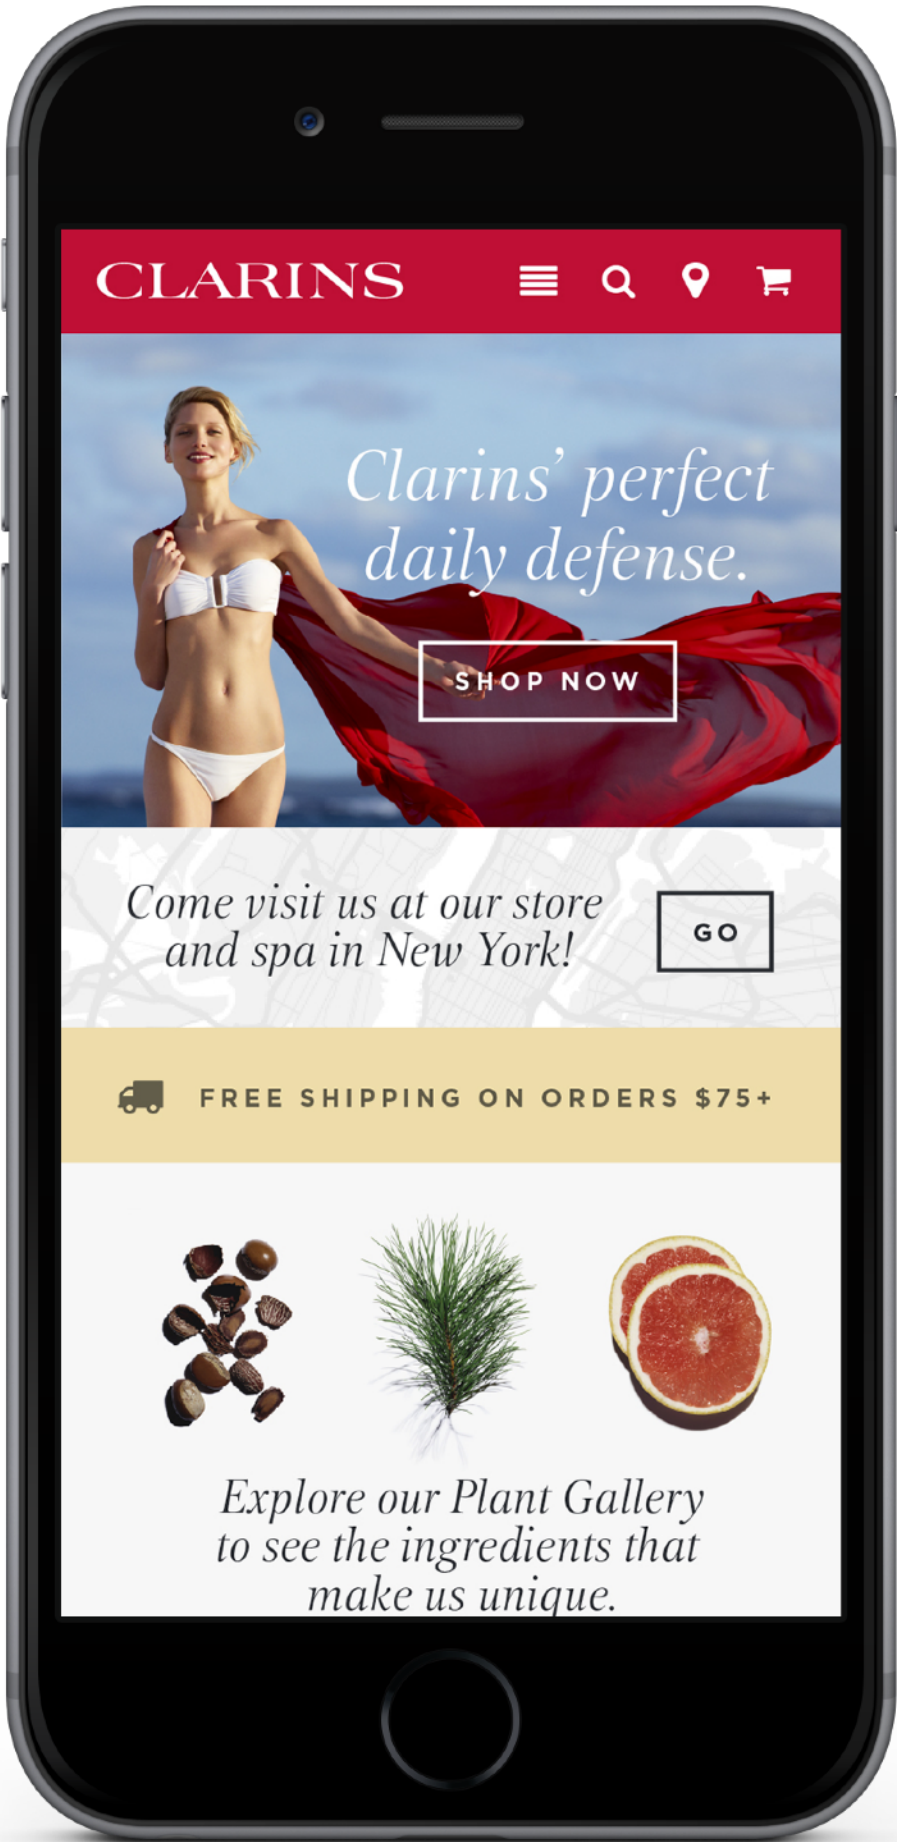 CLARINS
Clarins’ perfect
daily defense.
SHOP NOW
Come visit us at our store
and spa in New York!
GO
FREE SHIPPING ON ORDERS $75+
Explore our Plant Gallery
to see the ingredients that
make us unique.